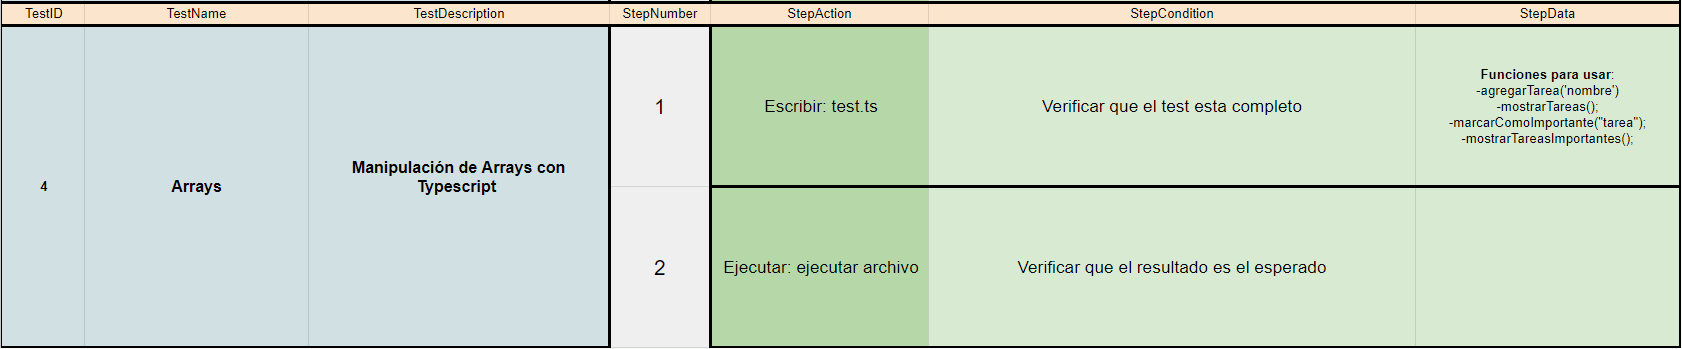 TestID TestName TestDescription StepNumber StepAction StepCondition StepData
4 Arrays Manipulación de Arrays con
Typescript
1 Escribir: test.ts Verificar que el test esta completo
Funciones para usar:
-agregarTarea('nombre')
-mostrarTareas();
-marcarComoImportante("tarea");
-mostrarTareasImportantes();
2 Ejecutar: ejecutar archivo Verificar que el resultado es el esperado